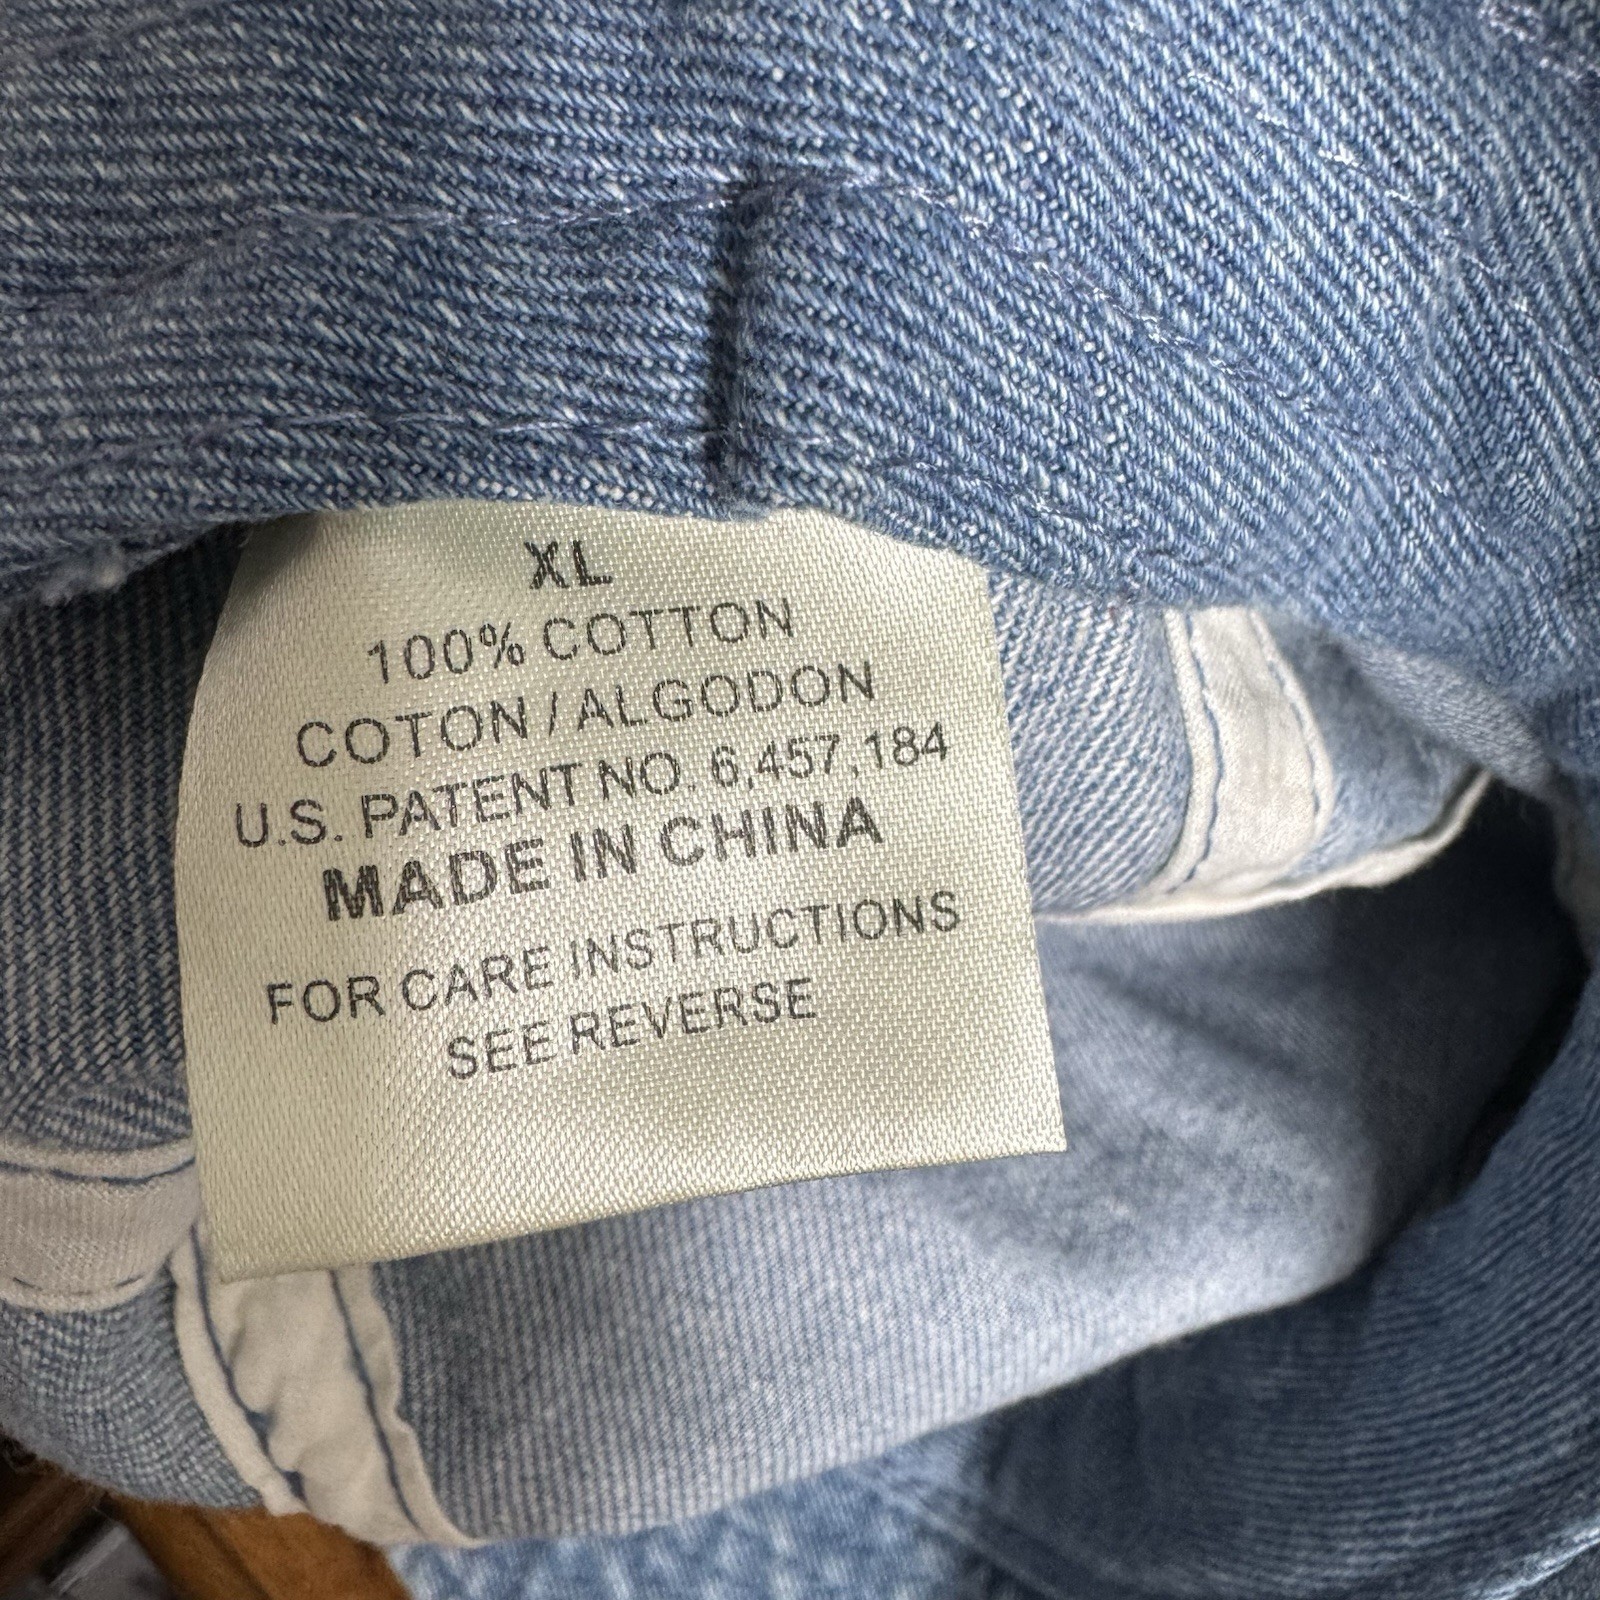 XL
100% COTTON
COTON / ALGODON
U.S. PATENT NO. 6,457,184
MADE IN CHINA
FOR CARE INSTRUCTIONS
SEE REVERSE